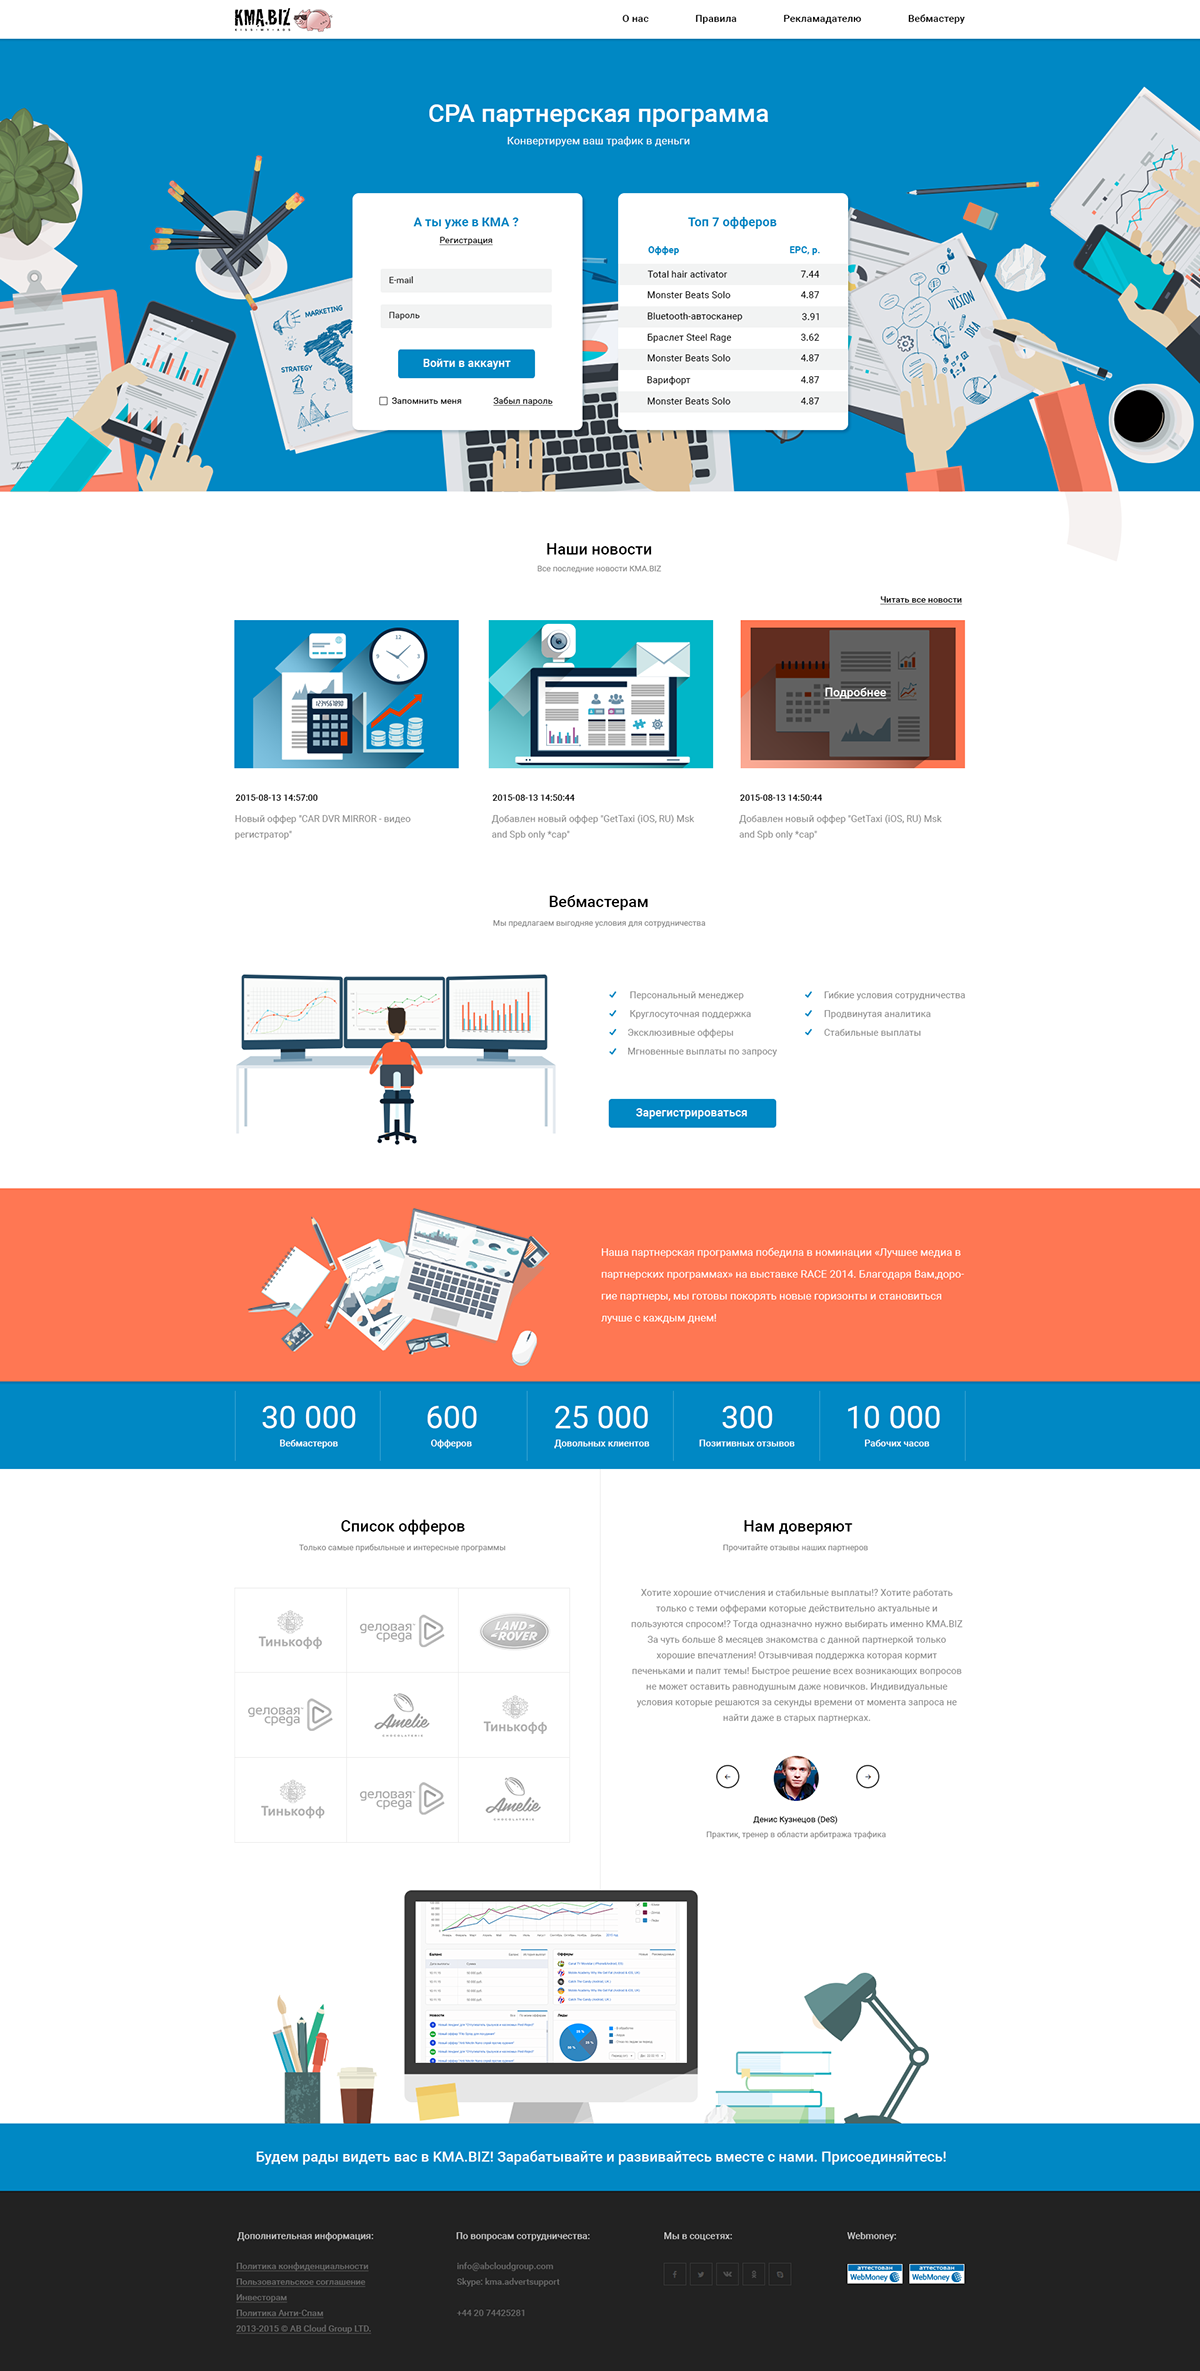 KMA.BIZ
О нас
Правила
Рекламадателю
Вебмастеру
CPA партнерская программа
Конвертируем ваш трафик в деньги
А ты уже в КМА ?
Регистрация
E-mail
Пароль
Войти в аккаунт
Запомнить меня
Забыл пароль
Топ 7 офферов
Оффер EPC, р.
Total hair activator 7.44
Monster Beats Solo 4.87
Bluetooth-автосканер 3.91
Браслет Steel Rage 3.62
Monster Beats Solo 4.87
Варифорт 4.87
Monster Beats Solo 4.87
MARKETING
STRATEGY
VISION
IDEA
Наши новости
Все последние новости KMA.BIZ
Читать все новости
12
3
6
9
1234567890
Подробнее
2015-08-13 14:57:00
Новый оффер "CAR DVR MIRROR - видео
регистратор"
2015-08-13 14:50:44
Добавлен новый оффер "GetTaxi (iOS, RU) Msk
and Spb only *cap"
2015-08-13 14:50:44
Добавлен новый оффер "GetTaxi (iOS, RU) Msk
and Spb only *cap"
Вебмастерам
Мы предлагаем выгодняе условия для сотрудничества
Персональный менеджер
Круглосуточная поддержка
Эксклюзивные офферы
Мгновенные выплаты по запросу
Гибкие условия сотрудничества
Продвинутая аналитика
Стабильные выплаты
Зарегистрироваться
Наша партнерская программа победила в номинации «Лучшее медиа в
партнерских программах» на выставке RACE 2014. Благодаря Вам,доро-
гие партнеры, мы готовы покорять новые горизонты и становиться
лучше с каждым днем!
30 000
Вебмастеров
600
Офферов
25 000
Довольных клиентов
300
Позитивных отзывов
10 000
Рабочих часов
Список офферов
Только самые прибыльные и интересные программы
Тинькофф
деловая среда
LAND ROVER
деловая среда
Amelie
Тинькофф
Тинькофф
деловая среда
Amelie
Нам доверяют
Прочитайте отзывы наших партнеров
Хотите хорошие отчисления и стабильные выплаты!? Хотите работать
только с теми офферами которые действительно актуальные и
пользуются спросом!? Тогда однозначно нужно выбирать именно KMA.BIZ
За чуть больше 8 месяцев знакомства с данной партнеркой только
хорошие впечатления! Отзывчивая поддержка которая кормит
печеньками и палит темы! Быстрое решение всех возникающих вопросов
не может оставить равнодушным даже новичков. Индивидуальные
условия которые решаются за секунды времени от момента запроса не
найти даже в старых партнерках.
Денис Кузнецов (DeS)
Практик, тренер в области арбитража трафика
Баланс
Офферы
Новости
Лиды
Будем рады видеть вас в KMA.BIZ! Зарабатывайте и развивайтесь вместе с нами. Присоединяйтесь!
Дополнительная информация:
Политика конфиденциальности
Пользовательское соглашение
Инвесторам
Политика Анти-Спам
2013-2015 © AB Cloud Group LTD.
По вопросам сотрудничества:
info@abcloudgroup.com
Skype: kma.advertsupport
+44 20 74425281
Мы в соцсетях:
Webmoney:
аттестован
WebMoney
аттестован
WebMoney